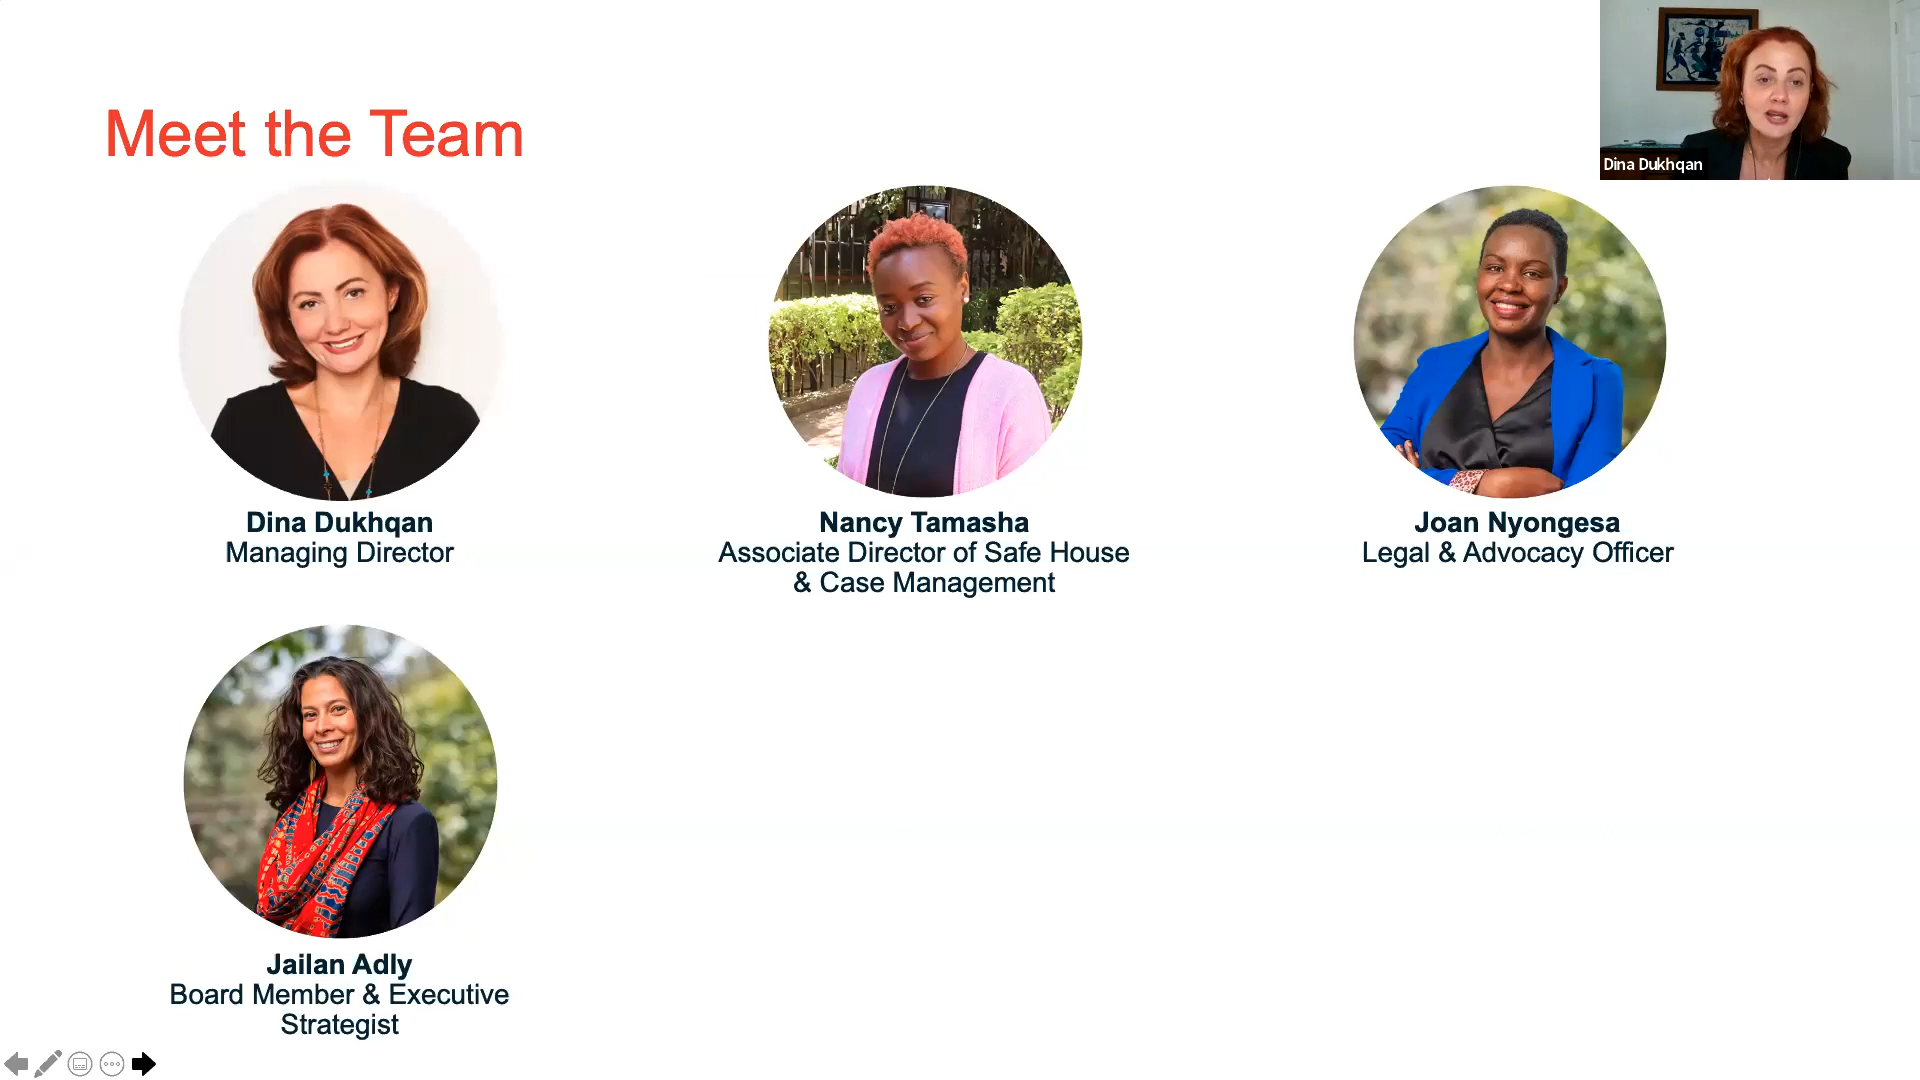 Meet the Team
Dina Dukhqan
Dina Dukhqan
Managing Director
Nancy Tamasha
Associate Director of Safe House
& Case Management
Joan Nyongesa
Legal & Advocacy Officer
Jailan Adly
Board Member & Executive
Strategist